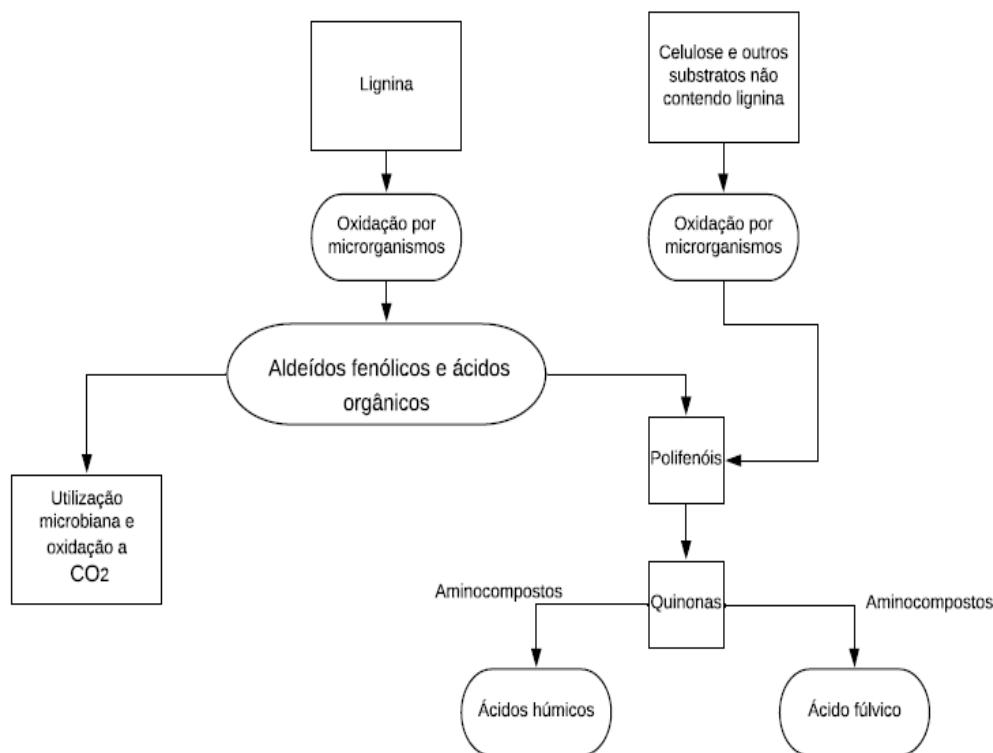 Lignina
Celulose e outros
substratos não
contendo lignina
Oxidação por
microrganismos
Oxidação por
microrganismos
Aldeídos fenólicos e ácidos
orgânicos
Polifenóis
Utilização
microbiana e
oxidação a
CO2
Aminocompostos
Quinonas
Aminocompostos
Ácidos húmicos
Ácido fúlvico